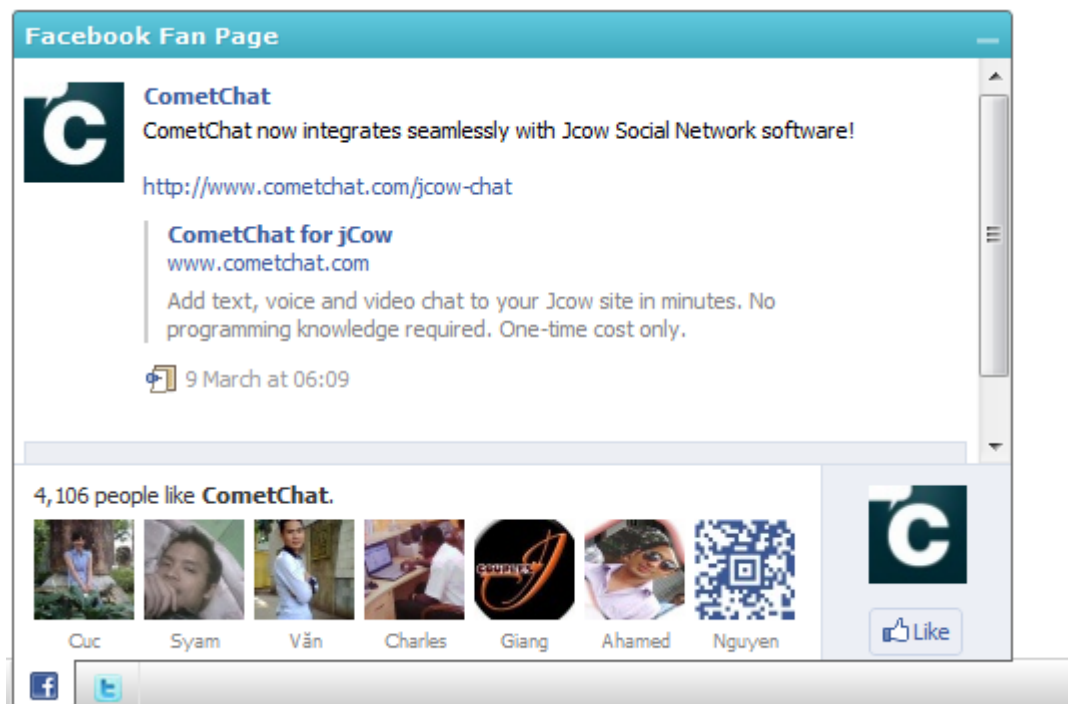 Facebook Fan Page
CometChat
CometChat now integrates seamlessly with Jcow Social Network software!
http://www.cometchat.com/jcow-chat
CometChat for jCow
www.cometchat.com
Add text, voice and video chat to your Jcow site in minutes. No
programming knowledge required. One-time cost only.
9 March at 06:09
4,106 people like CometChat.
Cuc Syam Văn Charles Giang Ahamed Nguyen
Like